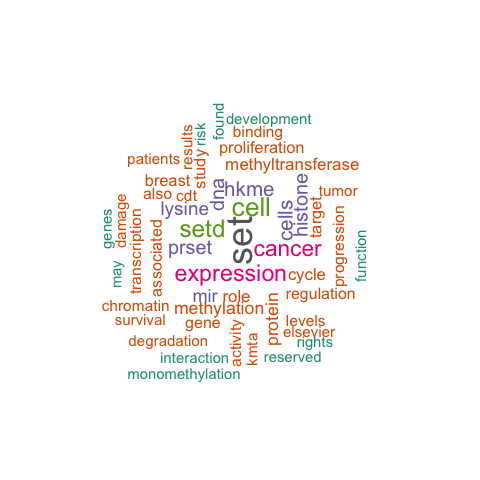 found
development
results
risk
binding
proliferation
patients
study
methyltransferase
breast
also
cdt
dna
hkme
cells
histone
target
tumor
genes
damage
transcription
associated
lysine
setd
cell
set
cancer
progression
function
prset
may
expression
cycle
mir
role
regulation
chromatin
methylation
protein
survival
gene
activity
kmta
levels
elsevier
rights
degradation
interaction
reserved
monomethylation